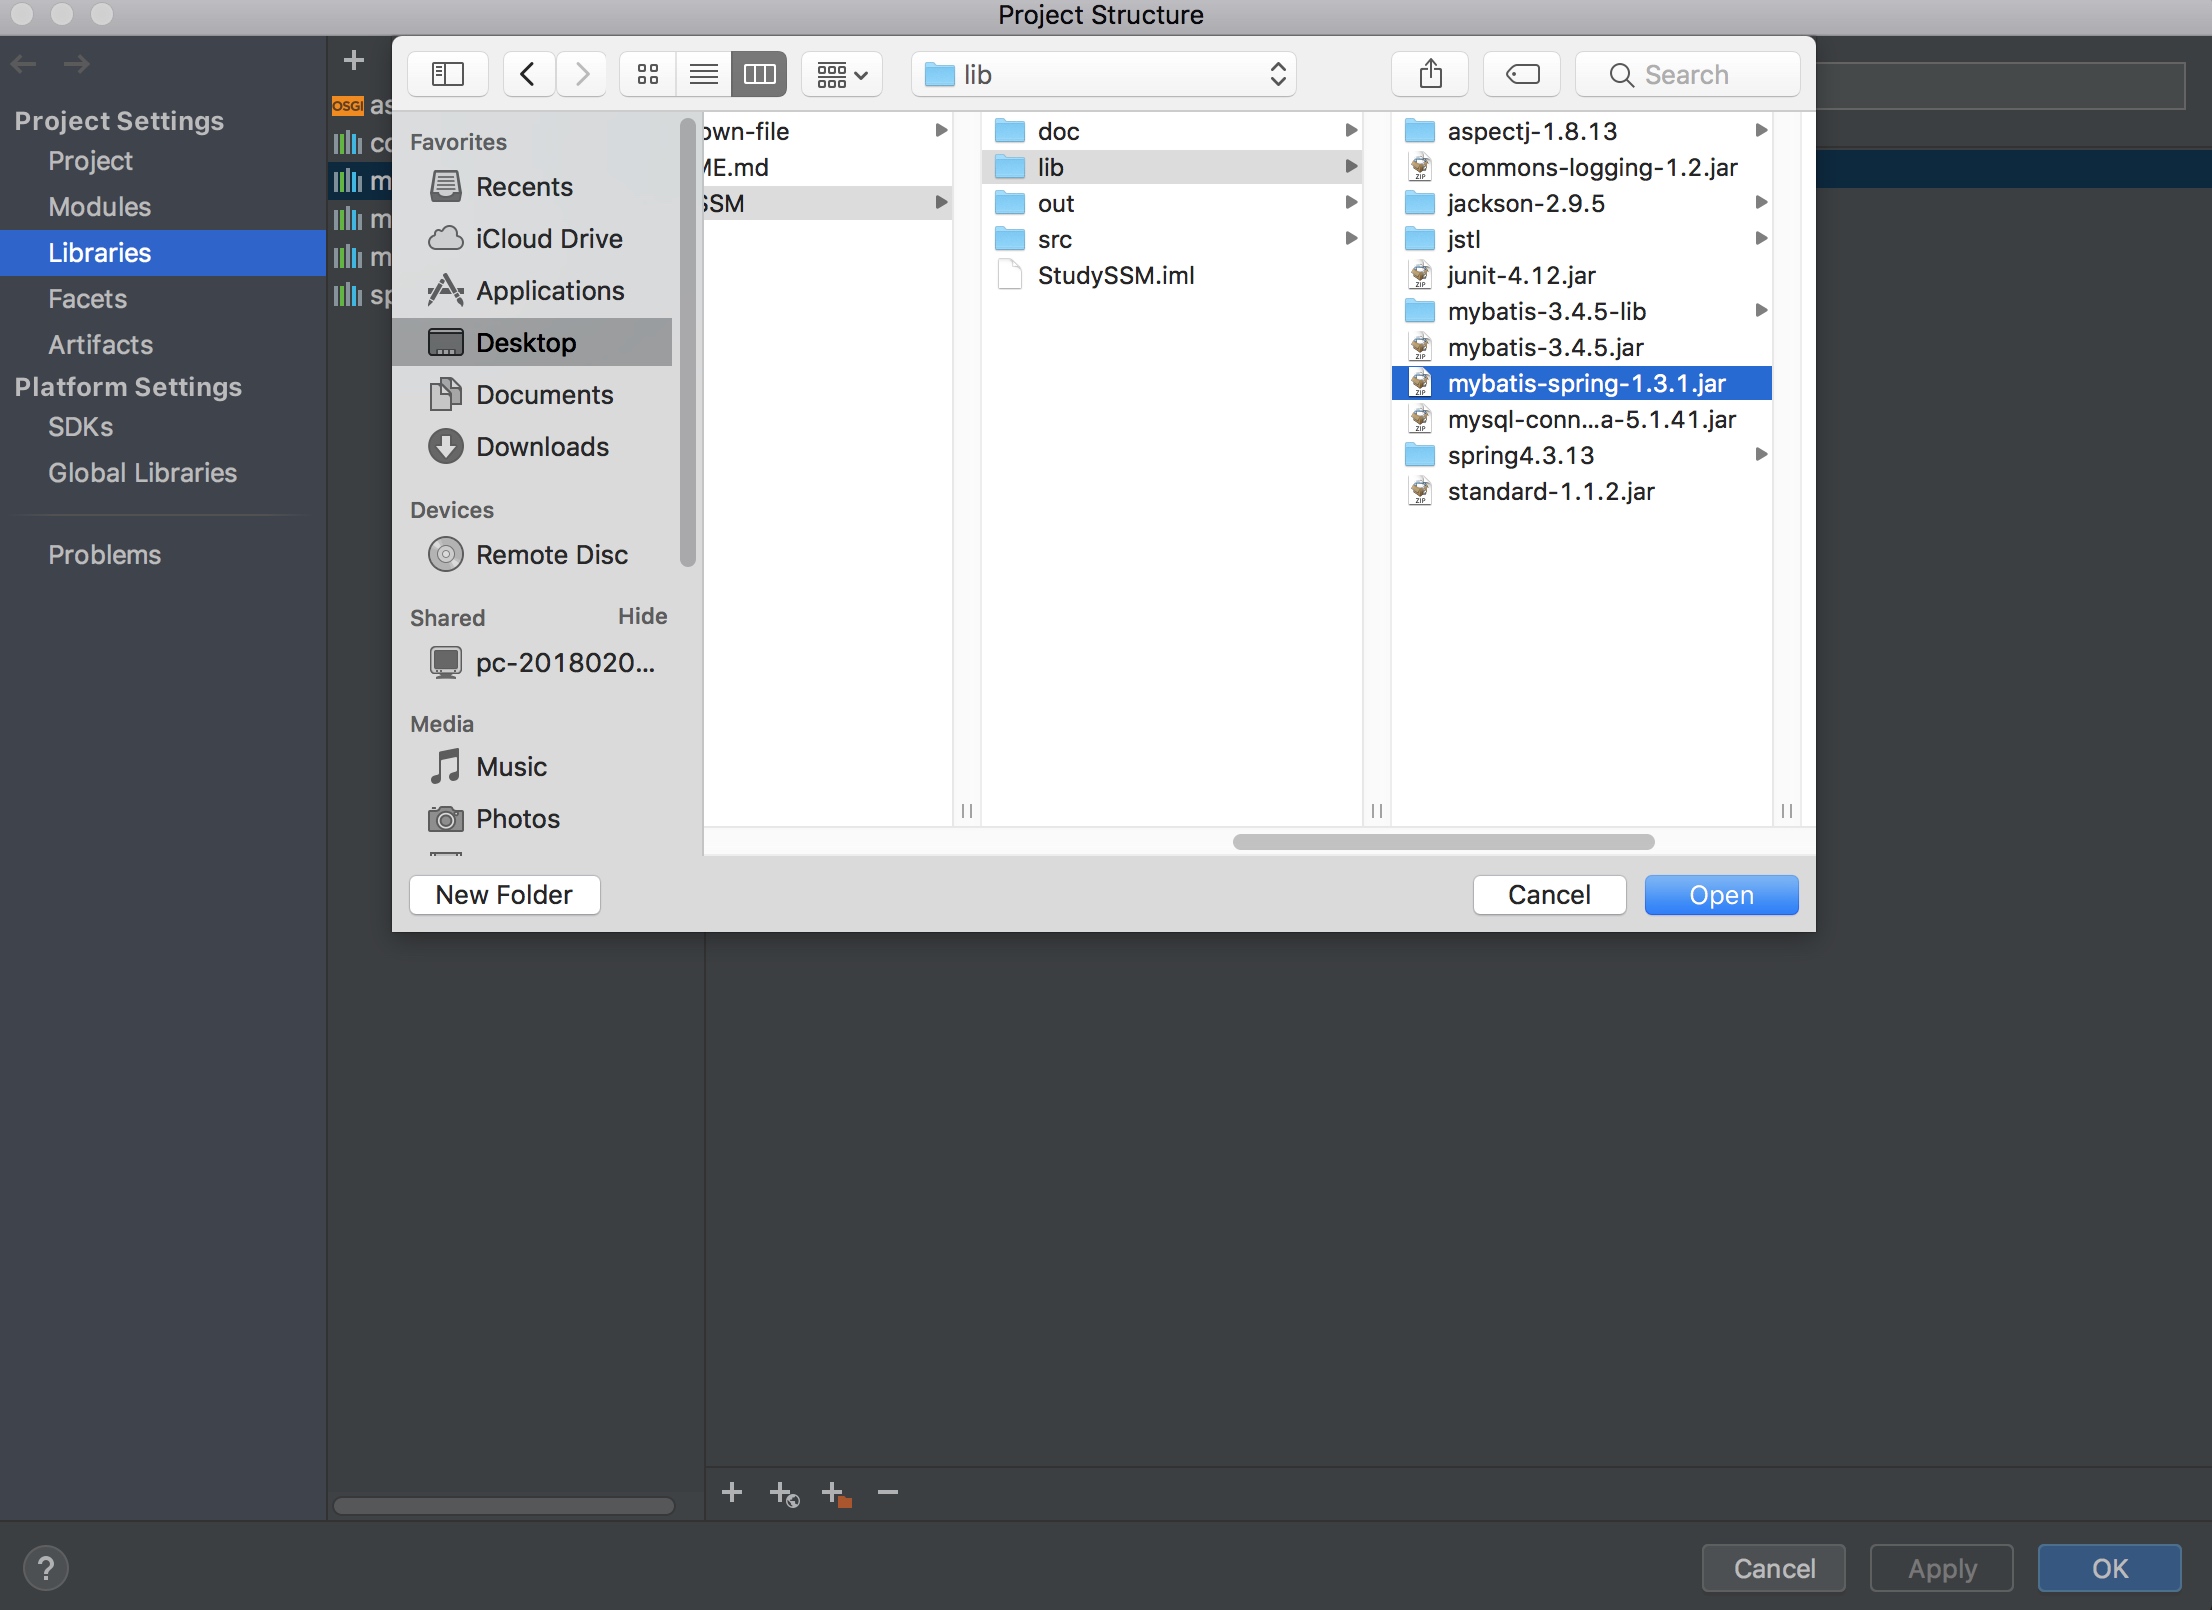 Project Structure
lib
Search
Project Settings
Project
Modules
Libraries
Facets
Artifacts
Platform Settings
SDKs
Global Libraries
Problems
OSGI as
co
m
m
m
sp
Favorites
Recents
iCloud Drive
Applications
Desktop
Documents
Downloads
Devices
Remote Disc
Shared Hide
pc-2018020...
Media
Music
Photos
own-file
ME.md
SSM
doc
lib
out
src
StudySSM.iml
aspectj-1.8.13
commons-logging-1.2.jar
jackson-2.9.5
jstl
junit-4.12.jar
mybatis-3.4.5-lib
mybatis-3.4.5.jar
mybatis-spring-1.3.1.jar
mysql-conn...a-5.1.41.jar
spring4.3.13
standard-1.1.2.jar
New Folder
Cancel
Open
?
Cancel
Apply
OK